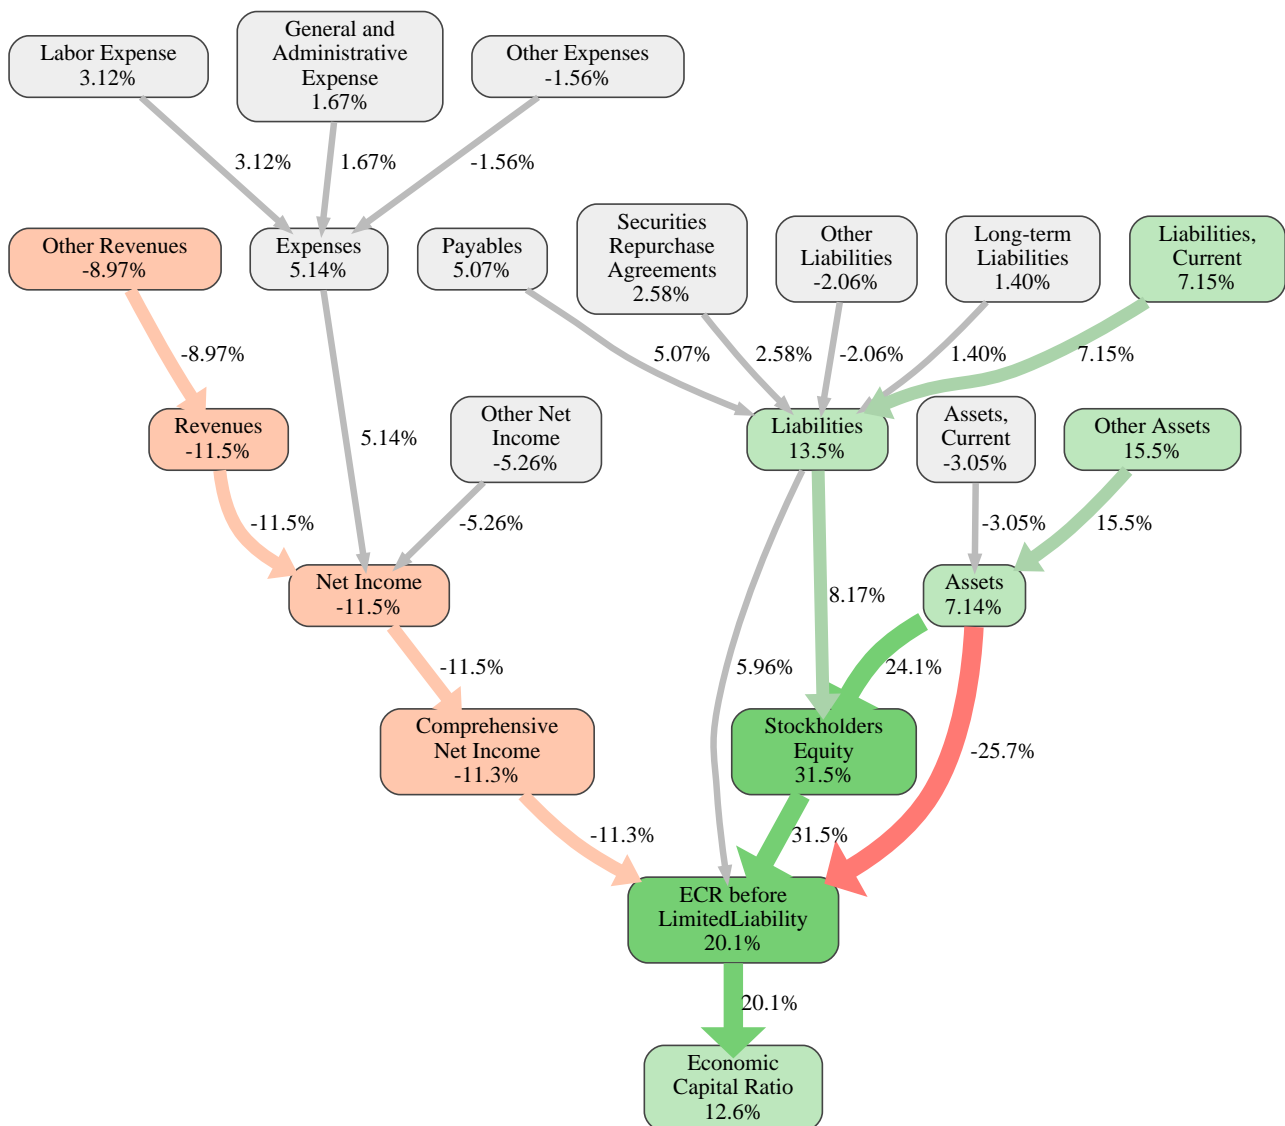 Labor Expense
3.12%
General and
Administrative
Expense
1.67%
Other Expenses
-1.56%
3.12%
1.67%
-1.56%
Other Revenues
-8.97%
Expenses
5.14%
Payables
5.07%
Securities
Repurchase
Agreements
2.58%
Other
Liabilities
-2.06%
Long-term
Liabilities
1.40%
Liabilities,
Current
7.15%
-8.97%
5.07%
2.58%
-2.06%
1.40%
7.15%
Revenues
-11.5%
5.14%
Other Net
Income
-5.26%
Liabilities
13.5%
Assets,
Current
-3.05%
Other Assets
15.5%
-11.5%
-5.26%
-3.05%
15.5%
Net Income
-11.5%
8.17%
Assets
7.14%
-11.5%
5.96%
24.1%
Comprehensive
Net Income
-11.3%
Stockholders
Equity
31.5%
-25.7%
-11.3%
31.5%
ECR before
LimitedLiability
20.1%
20.1%
Economic
Capital Ratio
12.6%